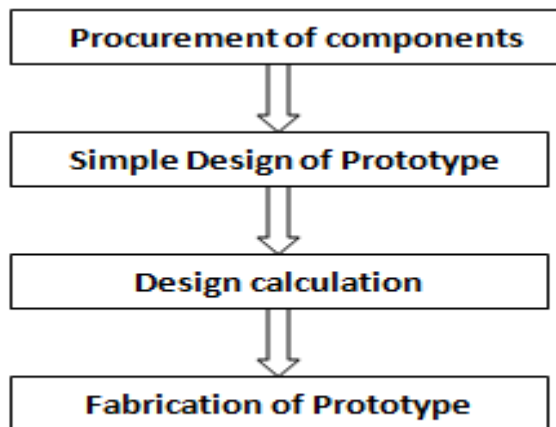 Procurement of components
Simple Design of Prototype
Design calculation
Fabrication of Prototype